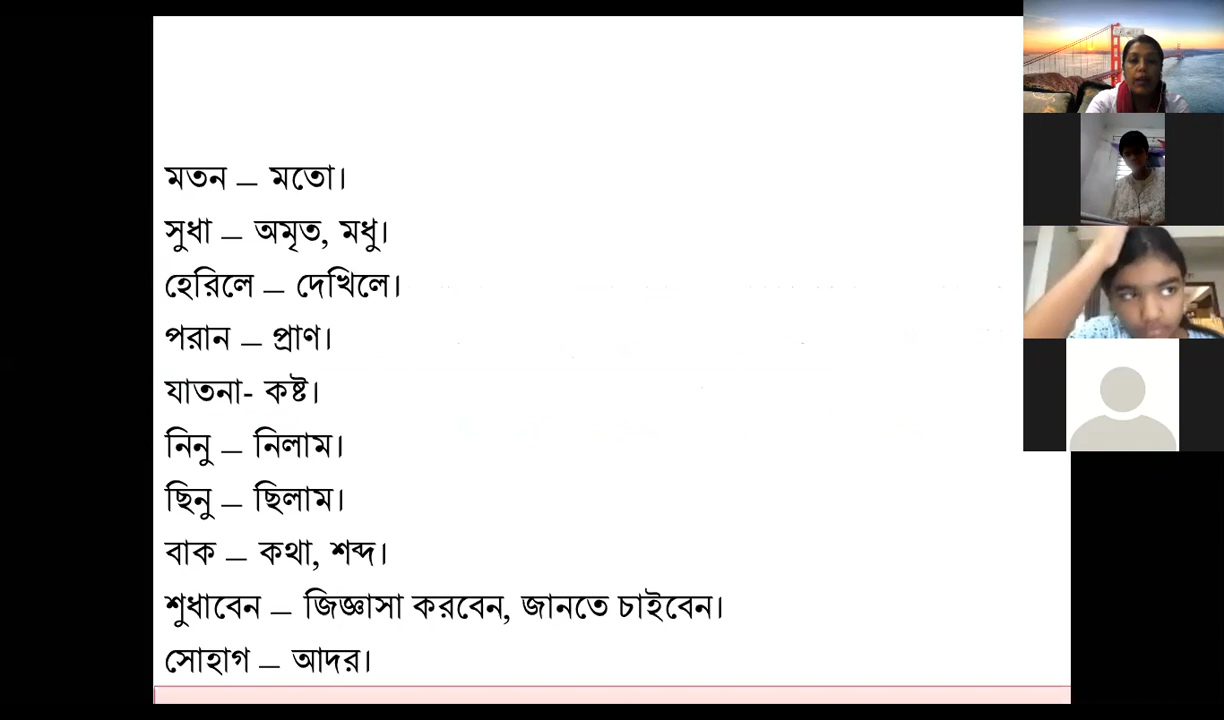 মতন – মতো।
সুধা – অমৃত, মধু।
হেরিলে – দেখিলে।
পরান – প্রাণ।
যাতনা- কষ্ট।
নিনু – নিলাম।
ছিনু – ছিলাম।
বাক – কথা, শব্দ।
শুধাবেন – জিজ্ঞাসা করবেন, জানতে চাইবেন।
সোহাগ – আদর।